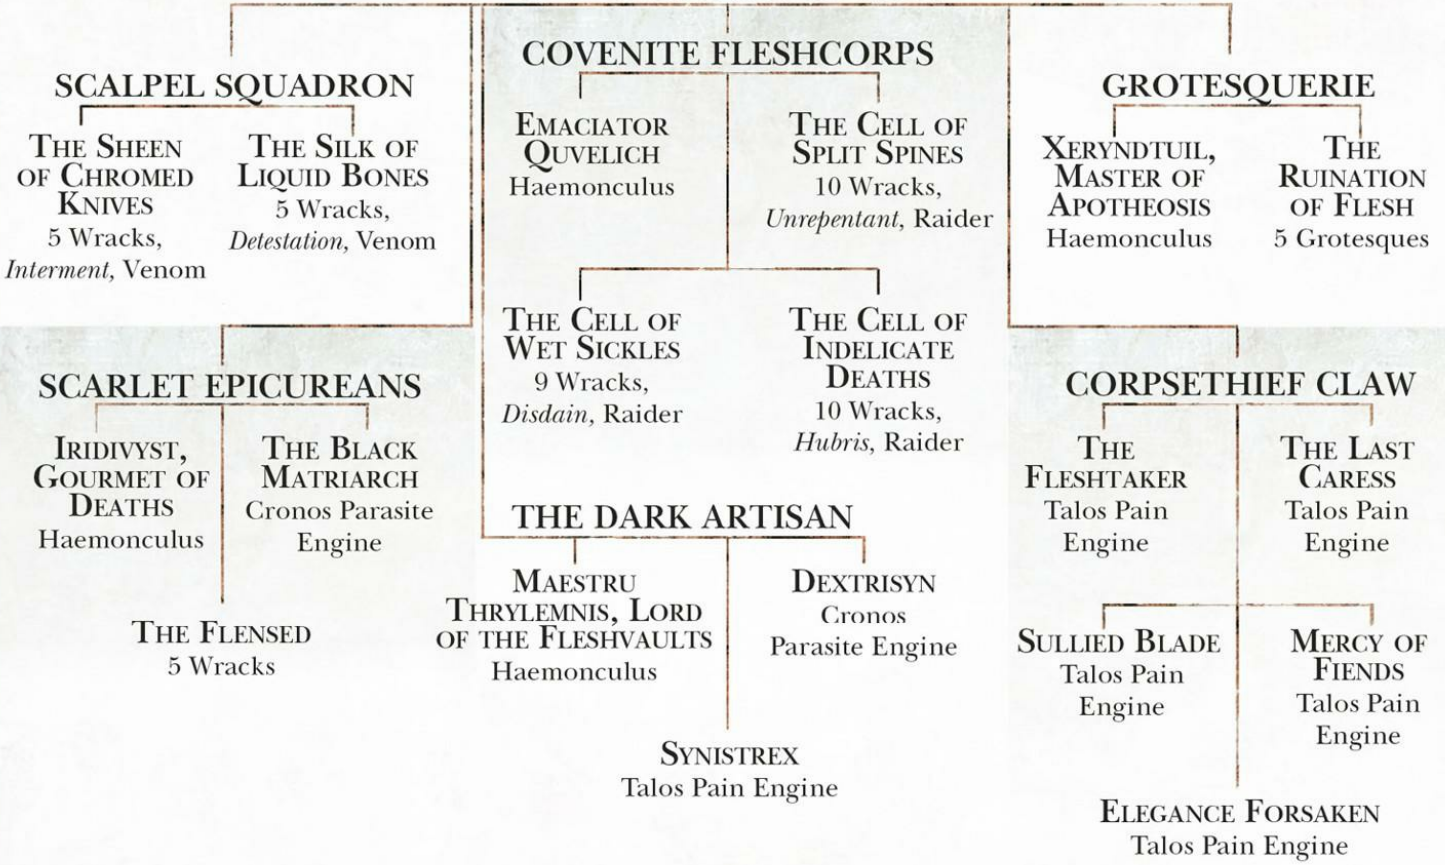 SCALPEL SQUADRON
THE SHEEN
OF CHROMED
KNIVES
5 Wracks,
Interment, Venom
THE SILK OF
LIQUID BONES
5 Wracks,
Detestation, Venom
COVENITE FLESHCORPS
EMACIATOR
QUVELICH
Haemonculus
THE CELL OF
SPLIT SPINES
10 Wracks,
Unrepentant, Raider
THE CELL OF
WET SICKLES
9 Wracks,
Disdain, Raider
THE CELL OF
INDELICATE
DEATHS
10 Wracks,
Hubris, Raider
GROTESQUERIE
XERYNDTUIL,
MASTER OF
APOTHEOSIS
Haemonculus
THE
RUINATION
OF FLESH
5 Grotesques
SCARLET EPICUREANS
IRIDIVYST,
GOURMET OF
DEATHS
Haemonculus
THE BLACK
MATRIARCH
Cronos Parasite
Engine
THE FLENSED
5 Wracks
THE DARK ARTISAN
MAESTRU
THRYLEMNIS, LORD
OF THE FLESHVAULTS
Haemonculus
DEXTRISYN
Cronos
Parasite Engine
SYNISTREX
Talos Pain Engine
CORPSETHIEF CLAW
THE
FLESHTAKER
Talos Pain
Engine
THE LAST
CARESS
Talos Pain
Engine
SULLIED BLADE
Talos Pain
Engine
MERCY OF
FIENDS
Talos Pain
Engine
ELEGANCE FORSAKEN
Talos Pain Engine